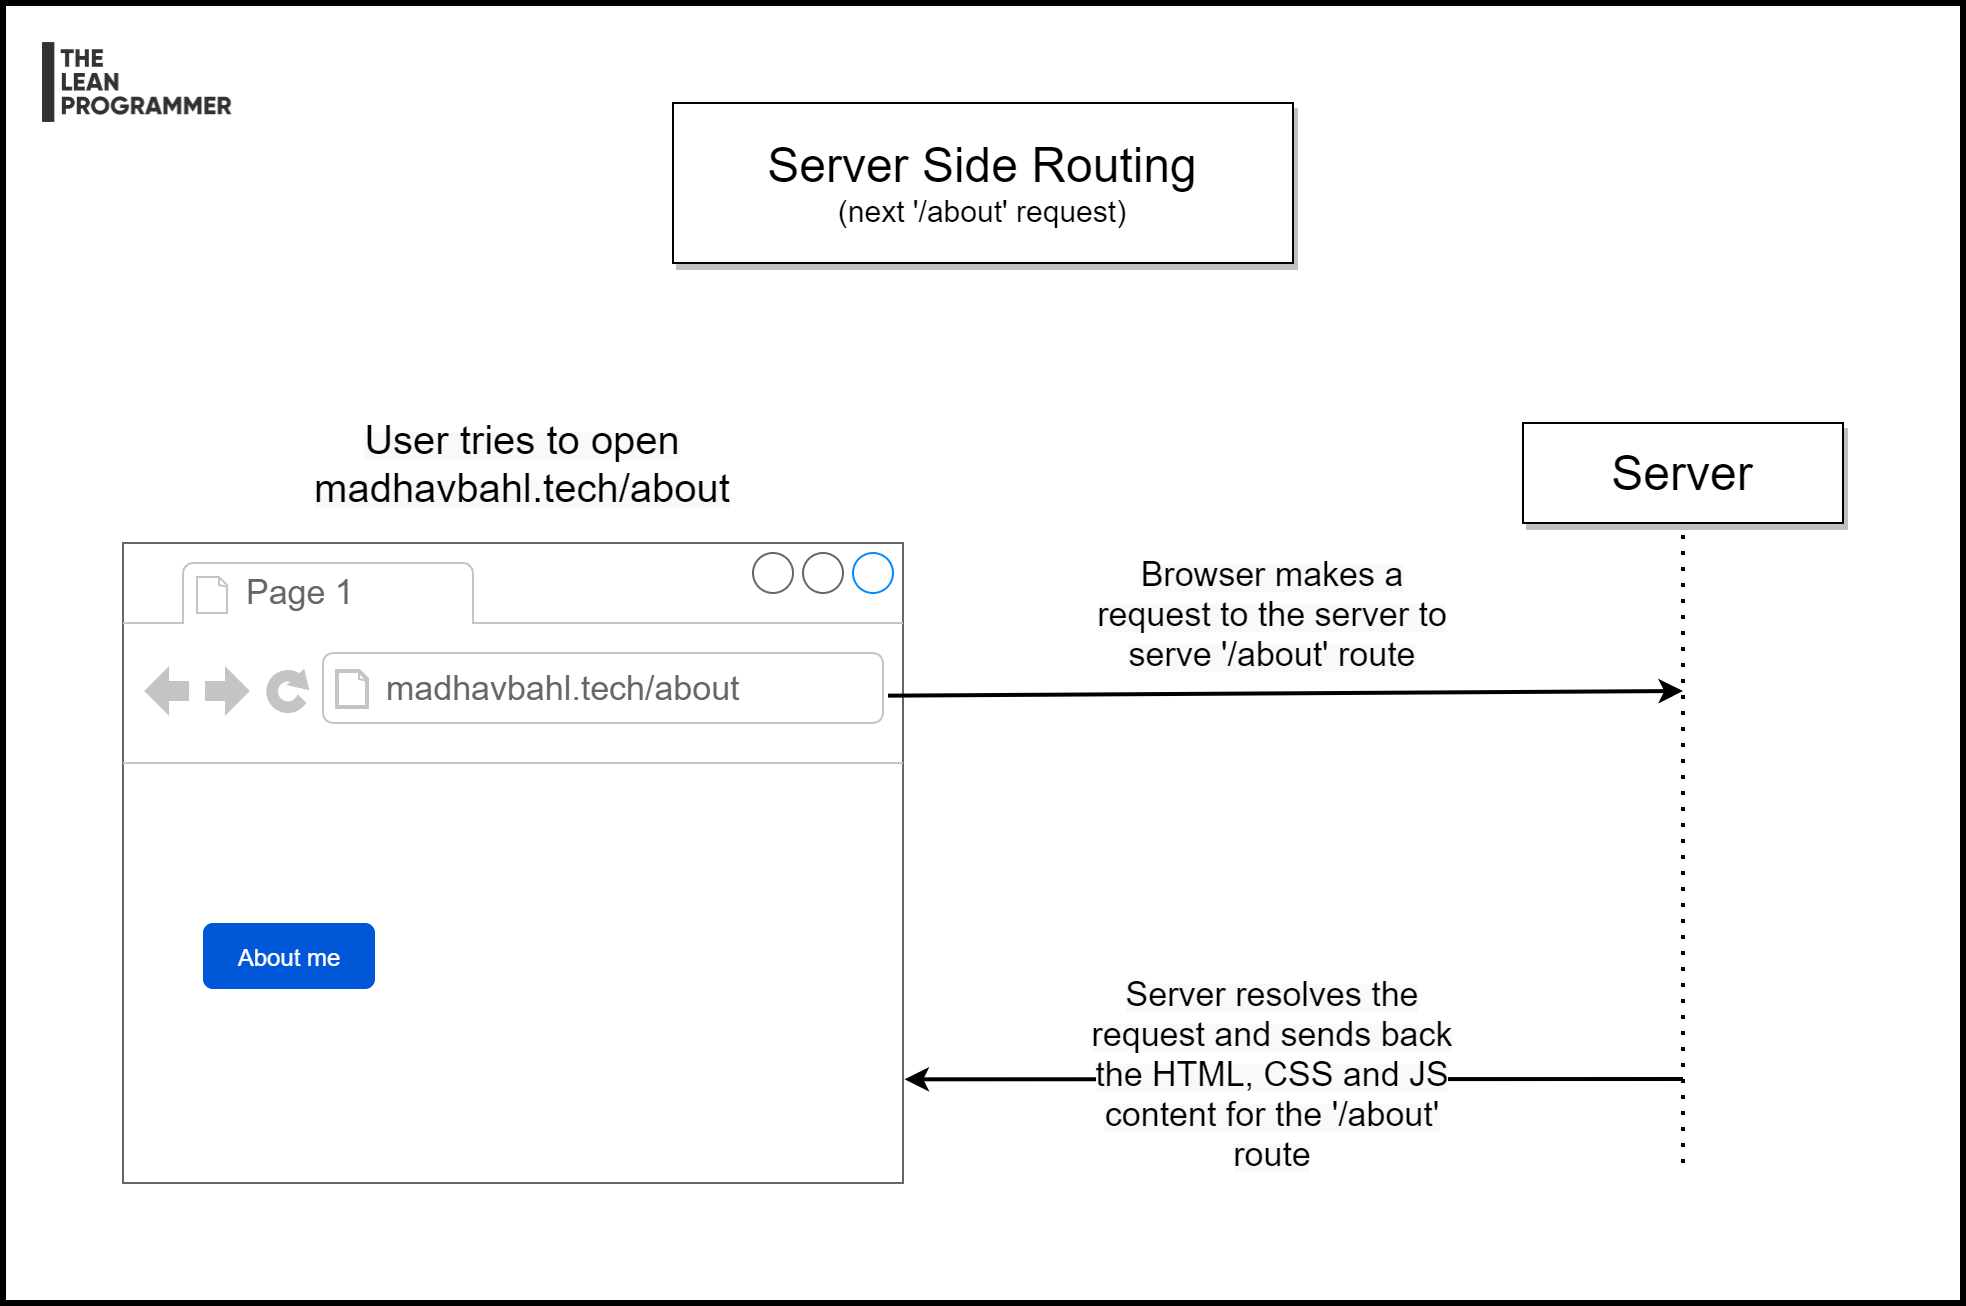 THE
LEAN
PROGRAMMER
Server Side Routing
(next '/about' request)
User tries to open
madhavbahl.tech/about
Server
Page 1
madhavbahl.tech/about
Browser makes a
request to the server to
serve '/about' route
About me
Server resolves the
request and sends back
the HTML, CSS and JS
content for the '/about'
route